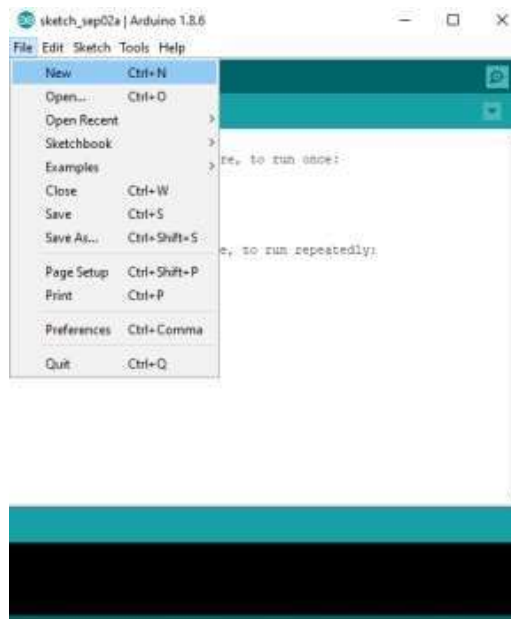 sketch_sep02a | Arduino 1.8.6
File Edit Sketch Tools Help
New Ctrl+N
Open... Ctrl+O
Open Recent
Sketchbook
Examples
Close Ctrl+W
Save Ctrl+S
Save As... Ctrl+Shift+S
Page Setup Ctrl+Shift+P
Print Ctrl+P
Preferences Ctrl+Comma
Quit Ctrl+Q
re, to run once:
e, to run repeatedly: